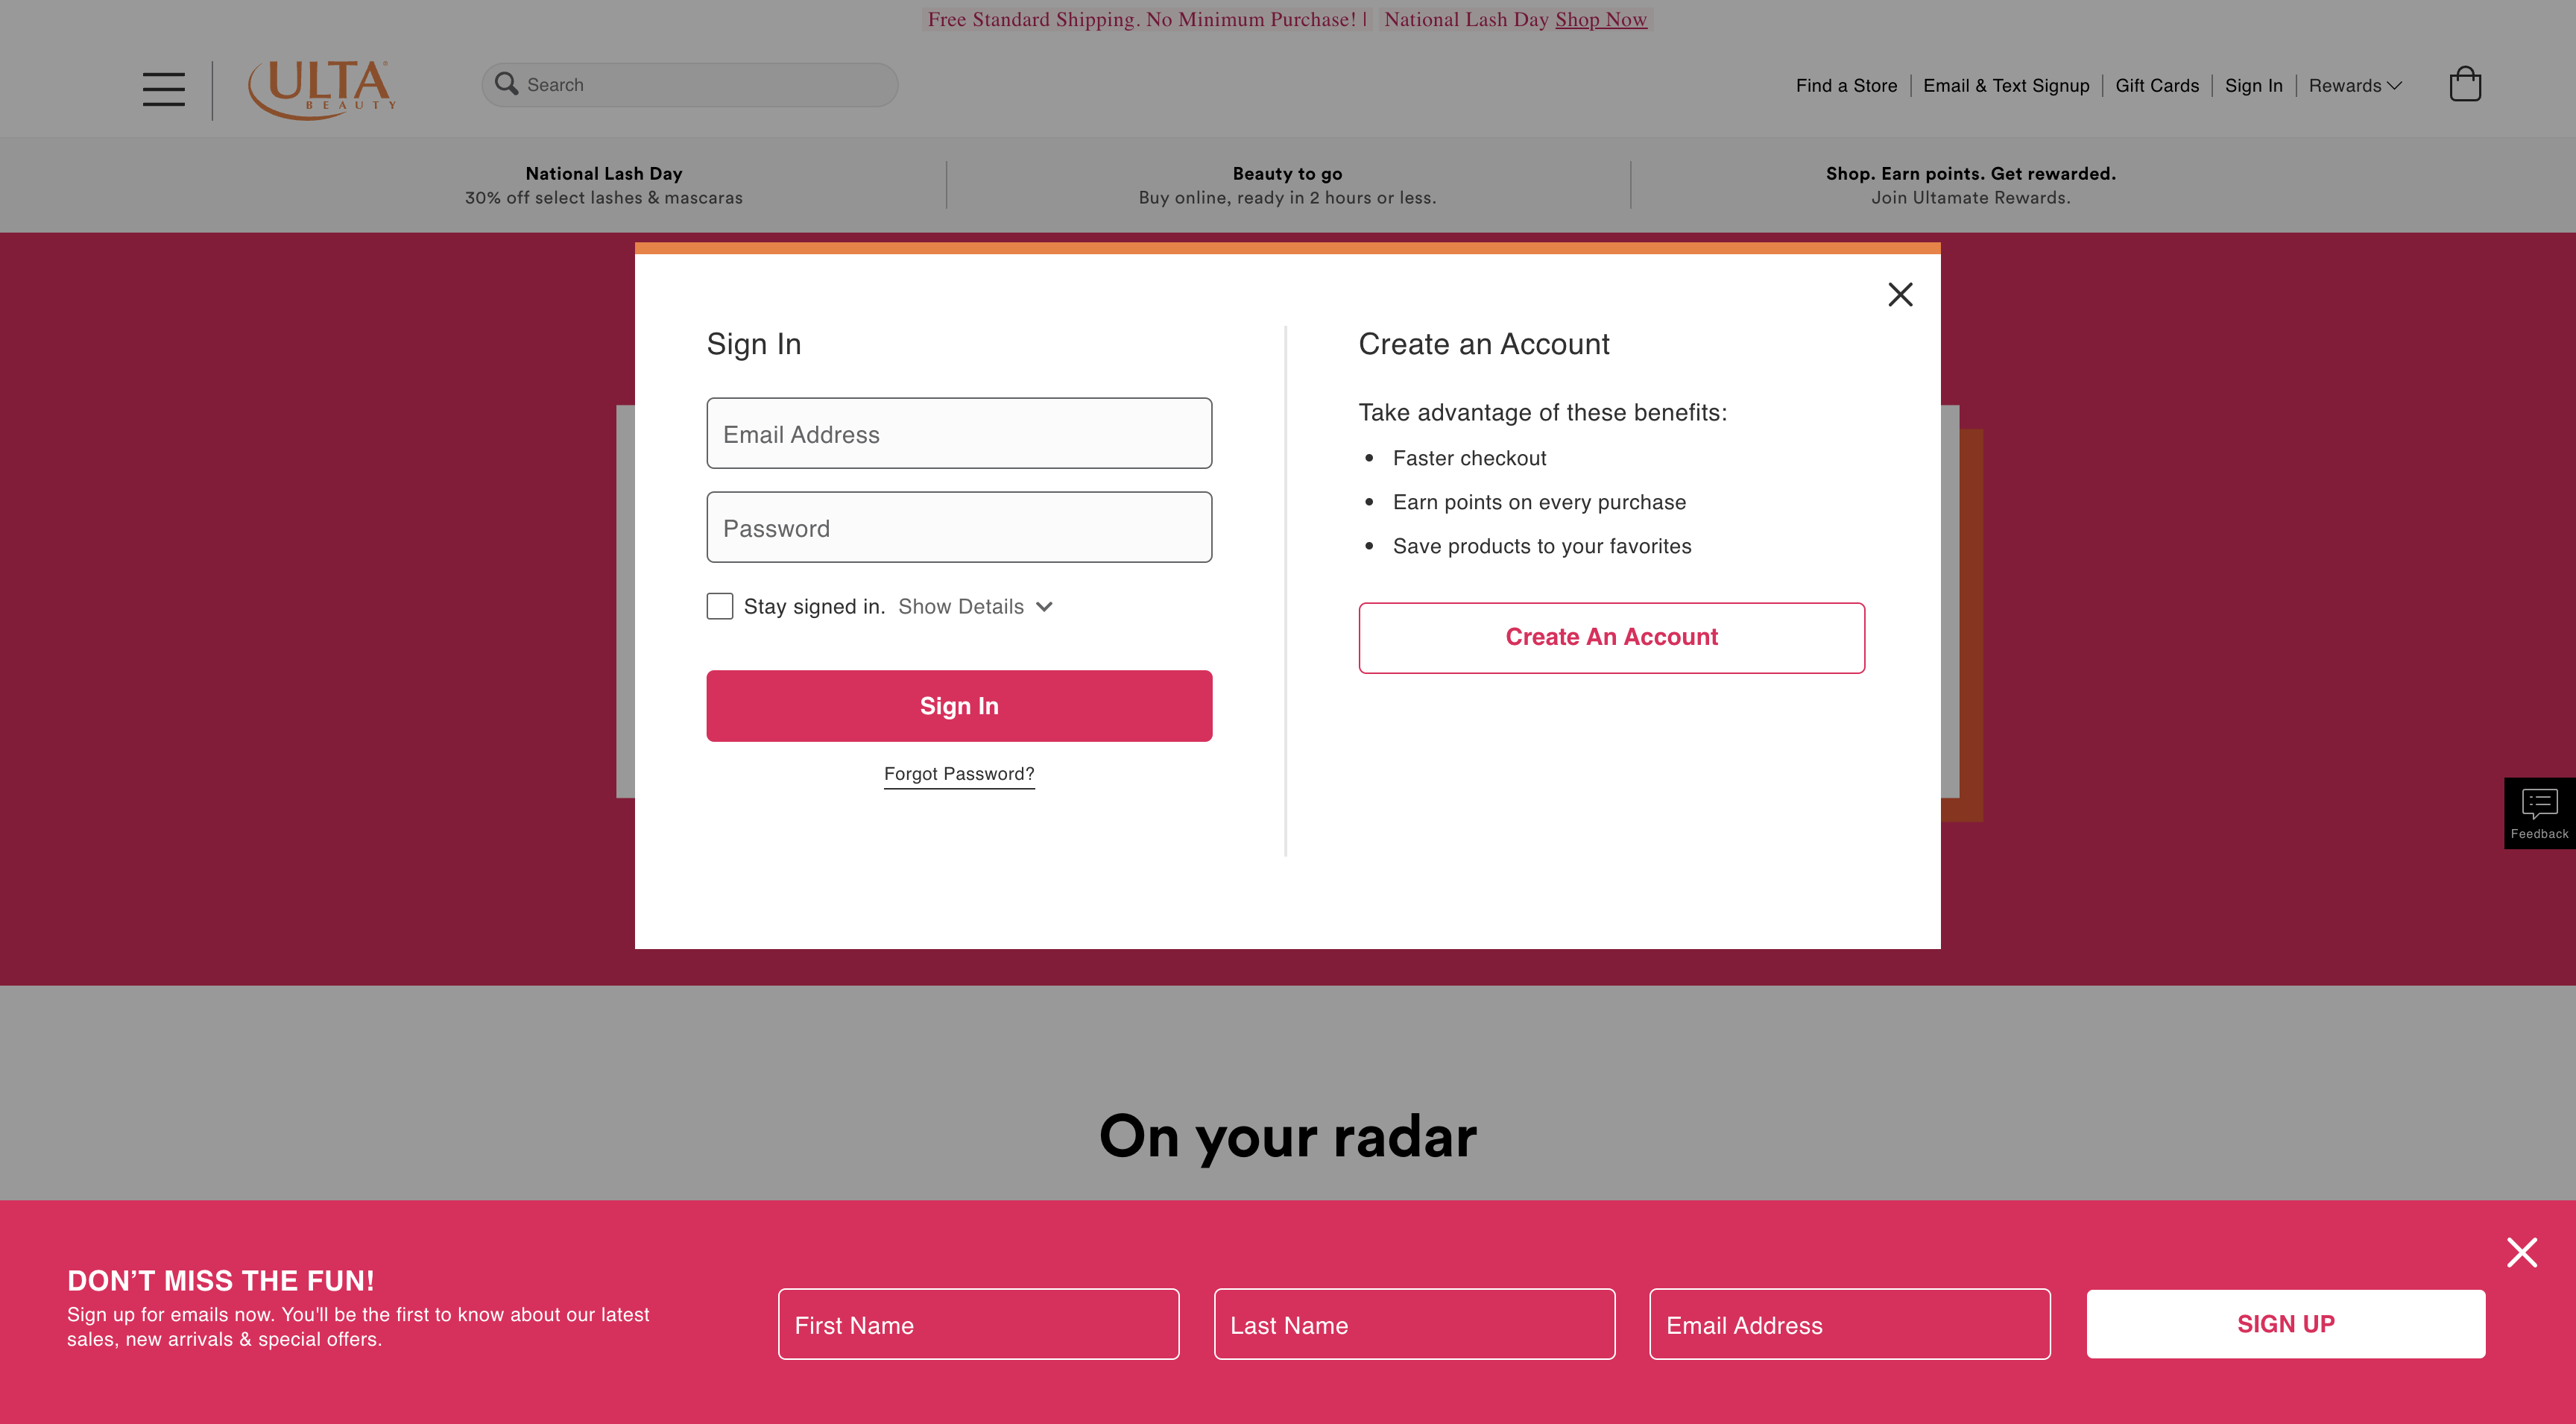 Free Standard Shipping. No Minimum Purchase! | National Lash Day Shop Now
ULTA
BEAUTY
Search
Find a Store
Email & Text Signup
Gift Cards
Sign In
Rewards
National Lash Day
30% off select lashes & mascaras
Beauty to go
Buy online, ready in 2 hours or less.
Shop. Earn points. Get rewarded.
Join Ultamate Rewards.
Sign In
Email Address
Password
Stay signed in. Show Details
Sign In
Forgot Password?
Create an Account
Take advantage of these benefits:
• Faster checkout
• Earn points on every purchase
• Save products to your favorites
Create An Account
Feedback
On your radar
DON’T MISS THE FUN!
Sign up for emails now. You'll be the first to know about our latest
sales, new arrivals & special offers.
First Name
Last Name
Email Address
SIGN UP